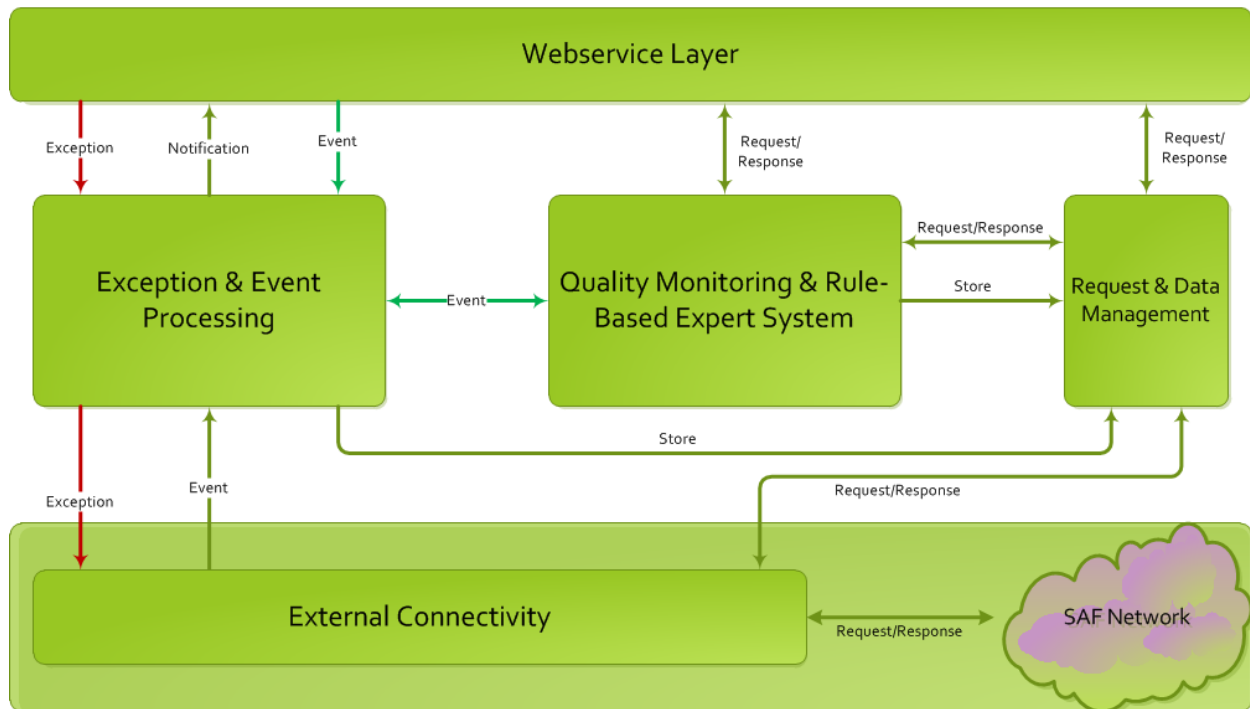 Webservice Layer
Exception
Notification
Event
Request/
Response
Request/
Response
Exception & Event
Processing
Event
Quality Monitoring & Rule-
Based Expert System
Request/Response
Store
Request & Data
Management
Store
Request/Response
Exception
Event
External Connectivity
Request/Response
SAF Network